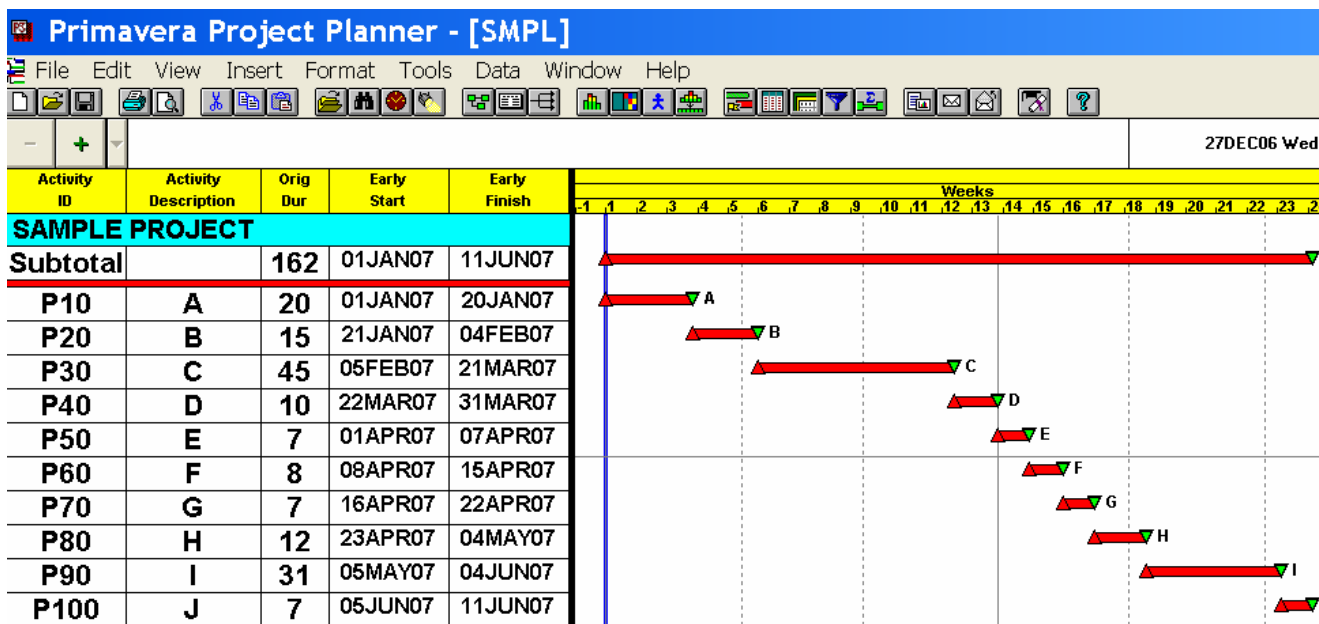 Primavera Project Planner - [SMPL]
File Edit View Insert Format Tools Data Window Help
27DEC06 Wed
Activity ID Activity Description Orig Dur Early Start Early Finish
Weeks
-1 1 2 3 4 5 6 7 8 9 10 11 12 13 14 15 16 17 18 19 20 21 22 23 2
SAMPLE PROJECT
Subtotal 162 01JAN07 11JUN07
P10 A 20 01JAN07 20JAN07 A
P20 B 15 21JAN07 04FEB07 B
P30 C 45 05FEB07 21MAR07 C
P40 D 10 22MAR07 31MAR07 D
P50 E 7 01APR07 07APR07 E
P60 F 8 08APR07 15APR07 F
P70 G 7 16APR07 22APR07 G
P80 H 12 23APR07 04MAY07 H
P90 I 31 05MAY07 04JUN07 I
P100 J 7 05JUN07 11JUN07